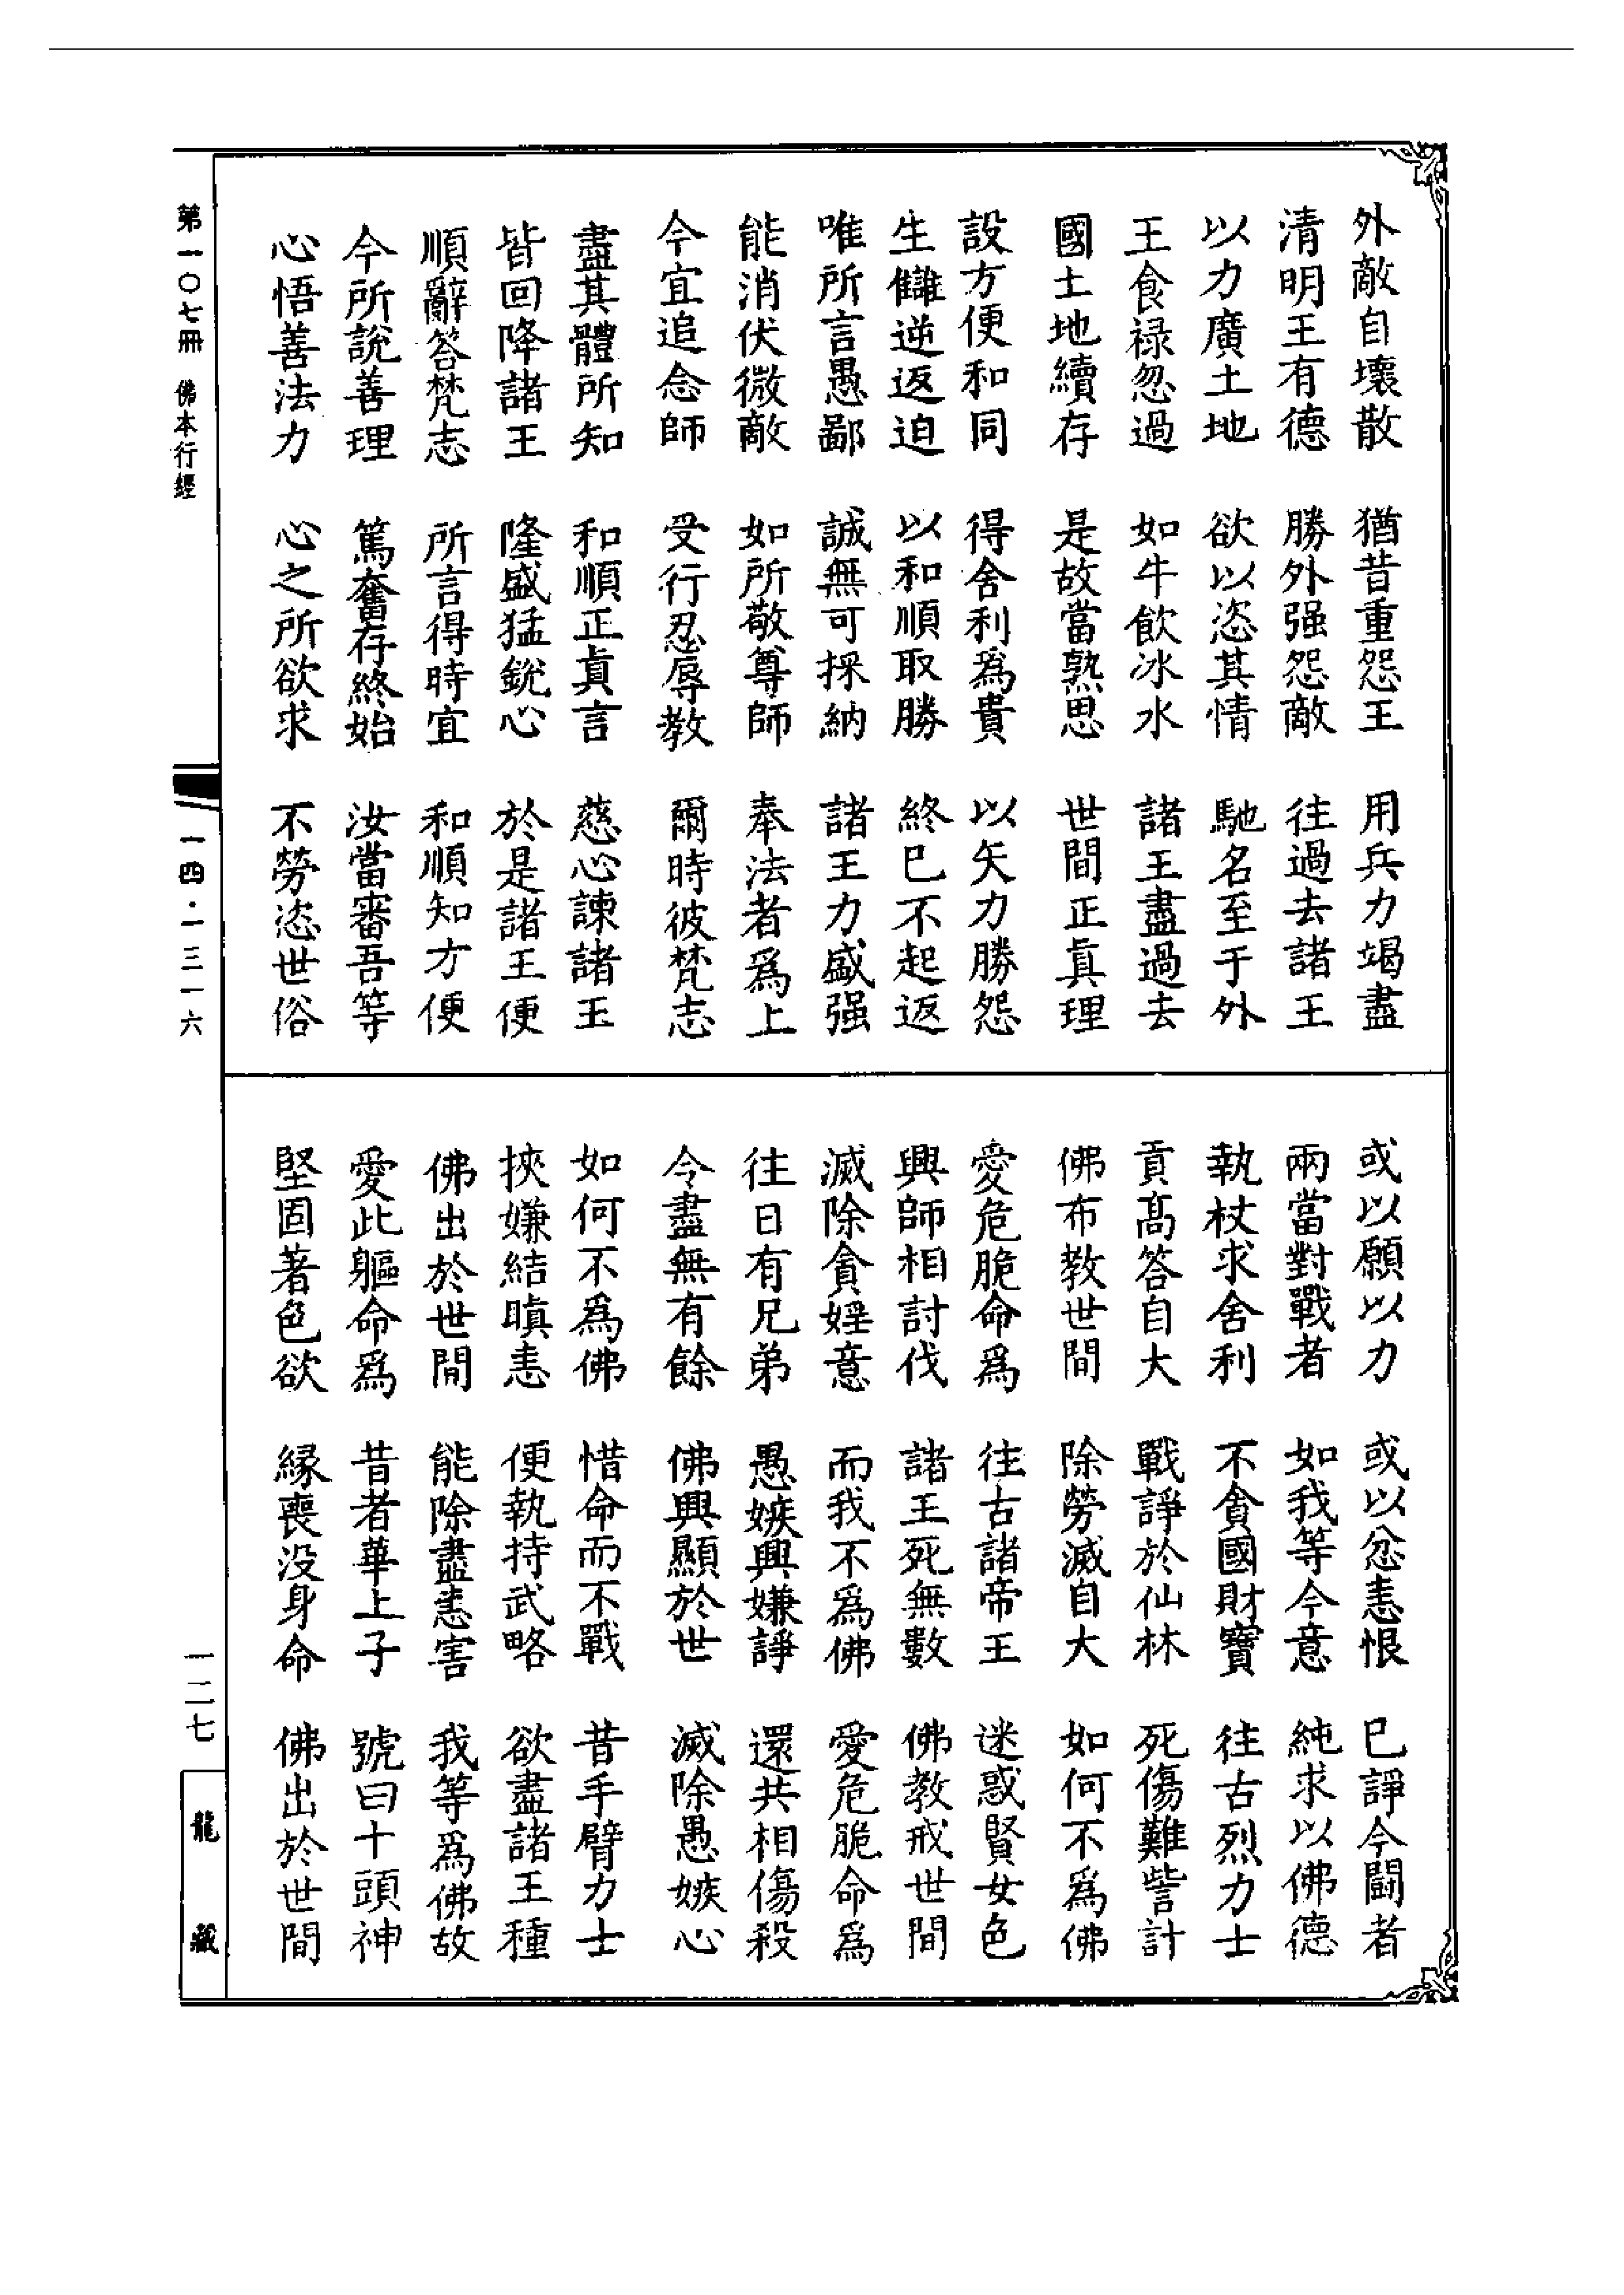 外敵自壞散　猶昔重怨王　用兵力竭盡
清明王有德　勝外强怨敵　往過去諸王
以力廣土地　欲以恣其情　馳名至于外
王食禄忽過　如牛飲冰水　諸王盡過去
國土地續存　是故當熟思　世間正眞理
設方便和同　得舍利爲貴　以矢力勝怨
生讎逆返迫　以和順取勝　終已不起返
唯所言愚鄙　誠無可採納　諸王力盛强
能消伏微敵　如所敬尊師　奉法者爲上
今宜追念師　受行忍辱教　爾時彼梵志
盡其體所知　和順正眞言　慈心諫諸王
皆回降諸王　隆盛猛銳心　於是諸王便
順辭答梵志　所言得時宜　和順知方便
今所說善理　篤奮存終始　汝當審吾等
心悟善法力　心之所欲求　不勞恣世俗
或以願以力　或以忿恚恨　已諍今鬭者
兩當對戰者　如我等今意　純求以佛德
執杖求舍利　不貪國財寶　往古烈力士
貢高答自大　戰諍於仙林　死傷難訾計
佛布教世間　除勞滅自大　如何不爲佛
愛危脆命爲　往古諸帝王　迷惑賢女色
興師相討伐　諸王死無數　佛教戒世間
滅除貪婬意　而我不爲佛　愛危脆命爲
往日有兄弟　愚嫉興嫌諍　還共相傷殺
令盡無有餘　佛興顯於世　滅除愚嫉心
如何不爲佛　惜命而不戰　昔手臂力士
挾嫌結瞋恚　便執持武略　欲盡諸王種
佛出於世間　能除盡恚害　我等爲佛故
愛此軀命爲　昔者華上子　號曰十頭神
堅固著色欲　緣喪没身命　佛出於世間
第一〇七冊　佛本行經
一四·一三一六
一二七
龍藏